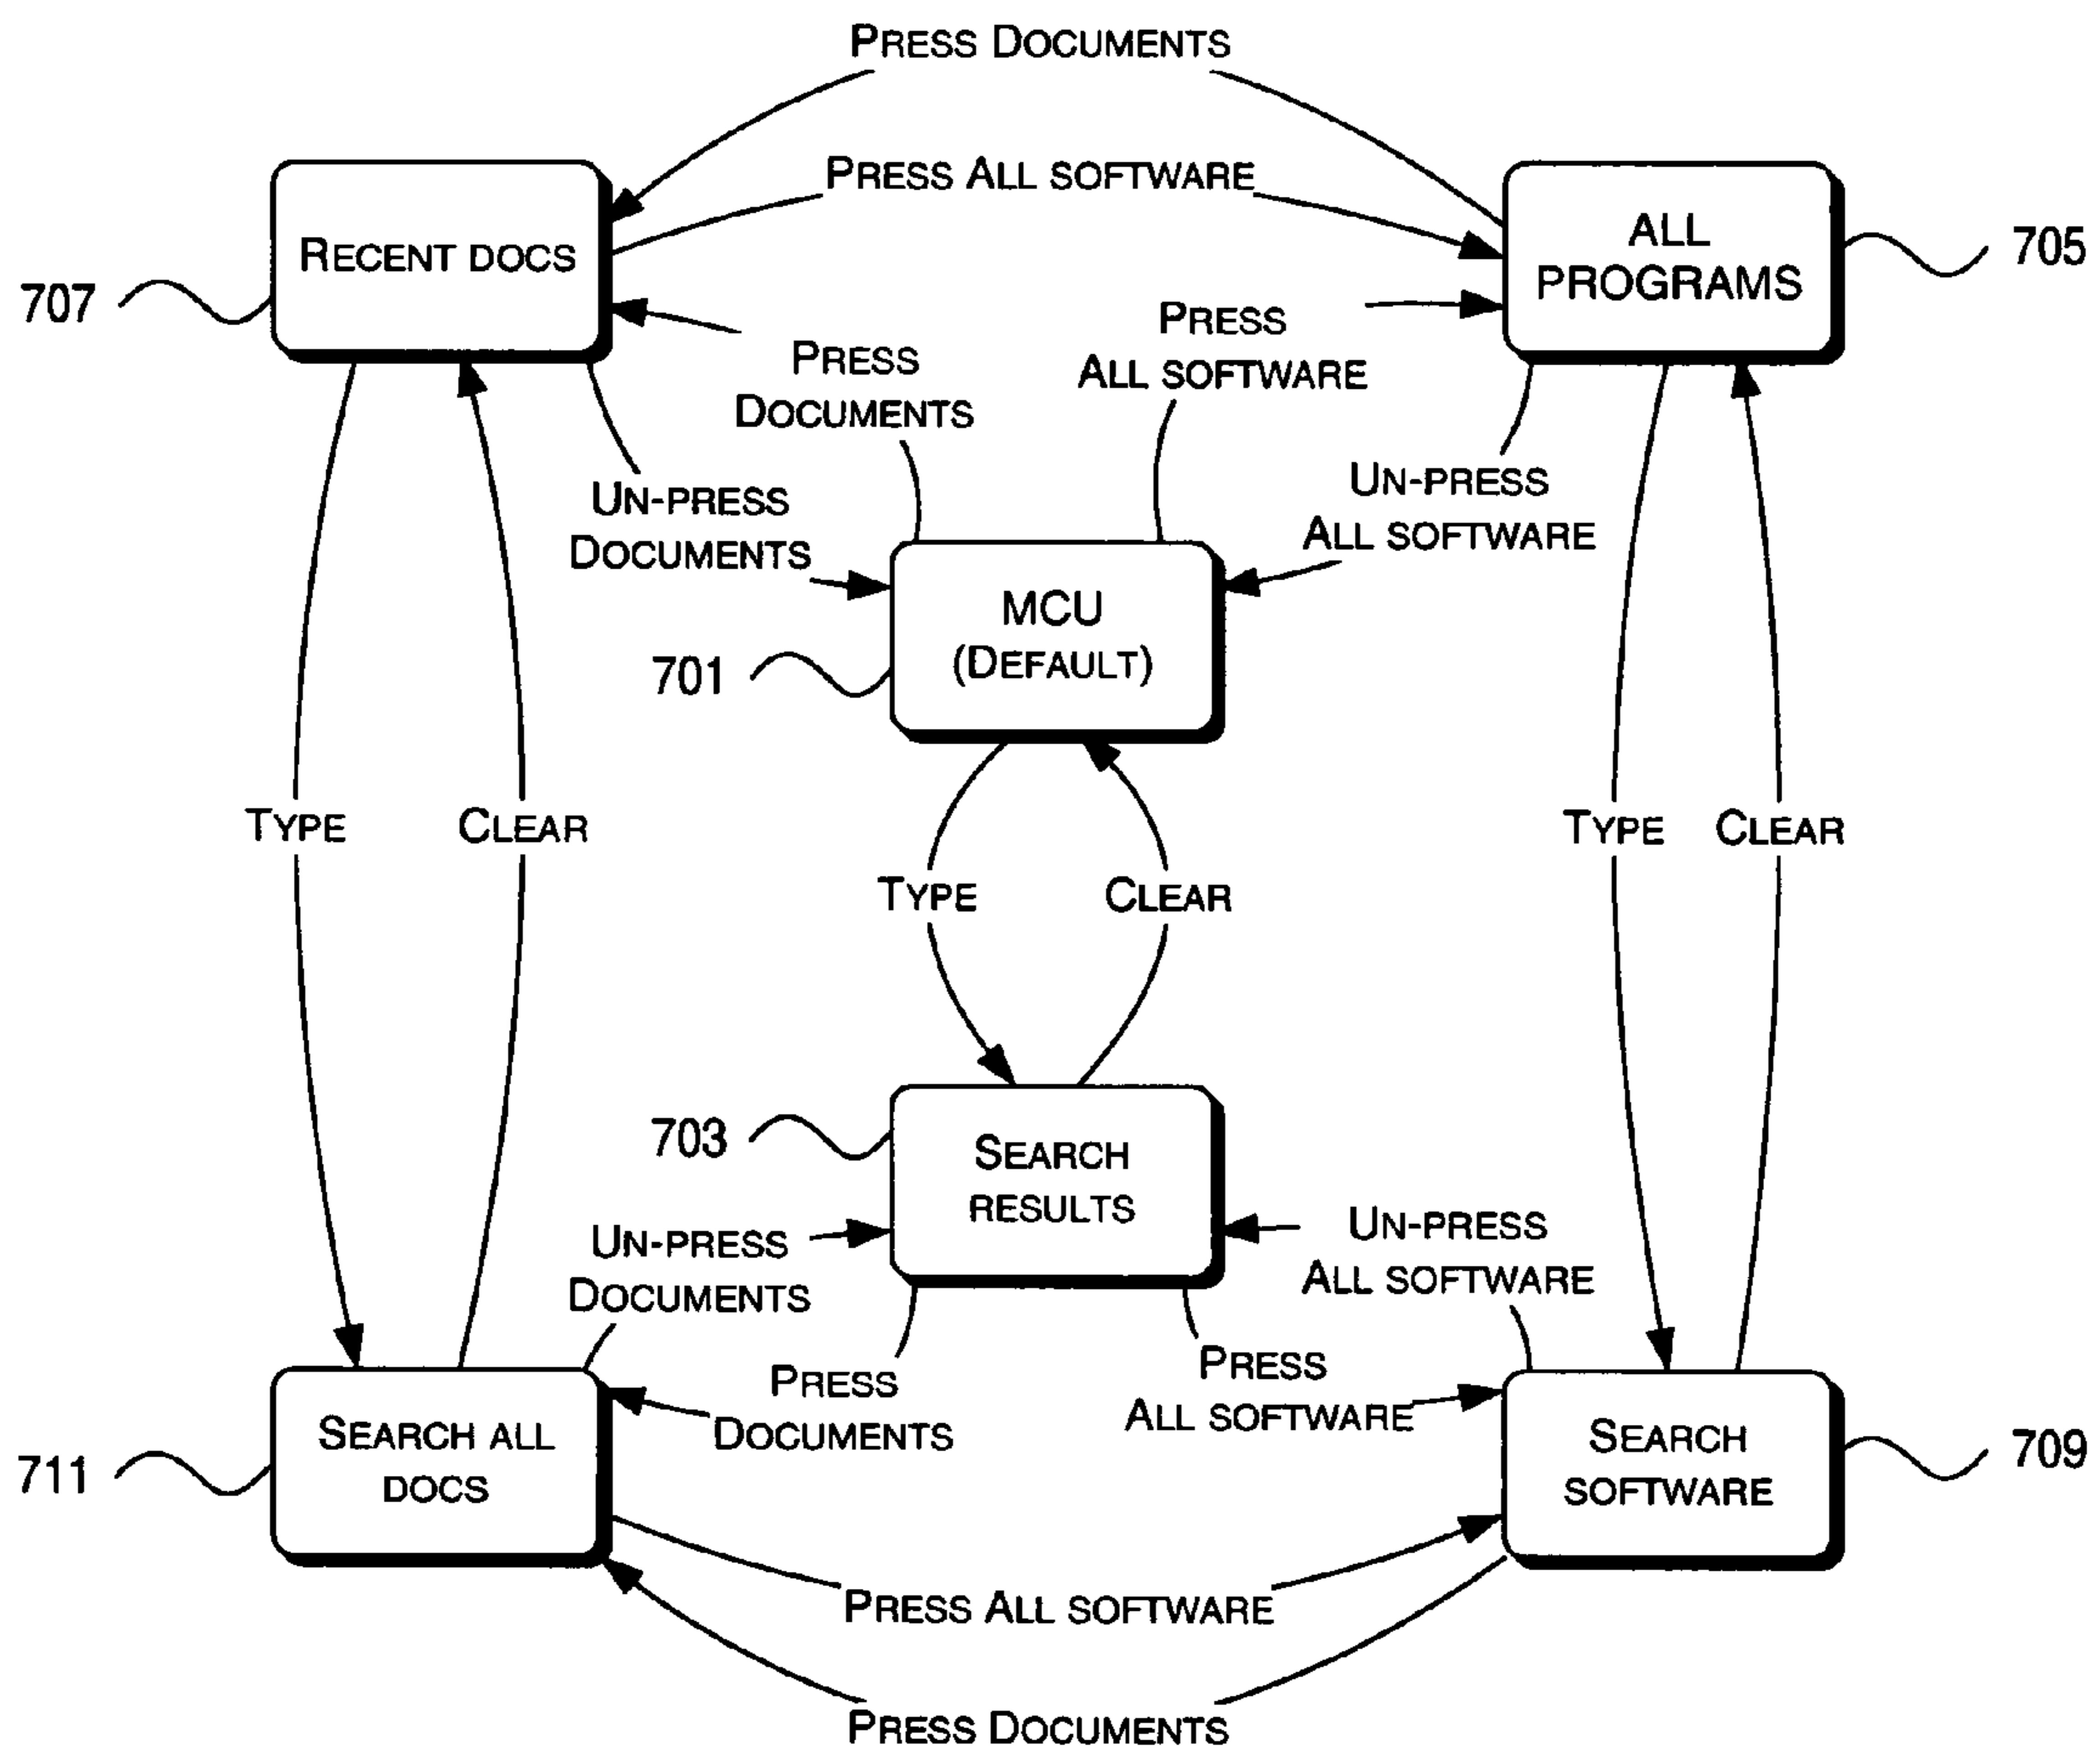 PRESS DOCUMENTS
PRESS ALL SOFTWARE
RECENT DOCS
ALL
PROGRAMS
705
707
PRESS
ALL SOFTWARE
PRESS
DOCUMENTS
UN-PRESS
DOCUMENTS
UN-PRESS
ALL SOFTWARE
MCU
(DEFAULT)
701
TYPE
CLEAR
TYPE
CLEAR
TYPE
CLEAR
703
SEARCH
RESULTS
UN-PRESS
DOCUMENTS
UN-PRESS
ALL SOFTWARE
PRESS
DOCUMENTS
PRESS
ALL SOFTWARE
SEARCH ALL
DOCS
711
SEARCH
SOFTWARE
709
PRESS ALL SOFTWARE
PRESS DOCUMENTS